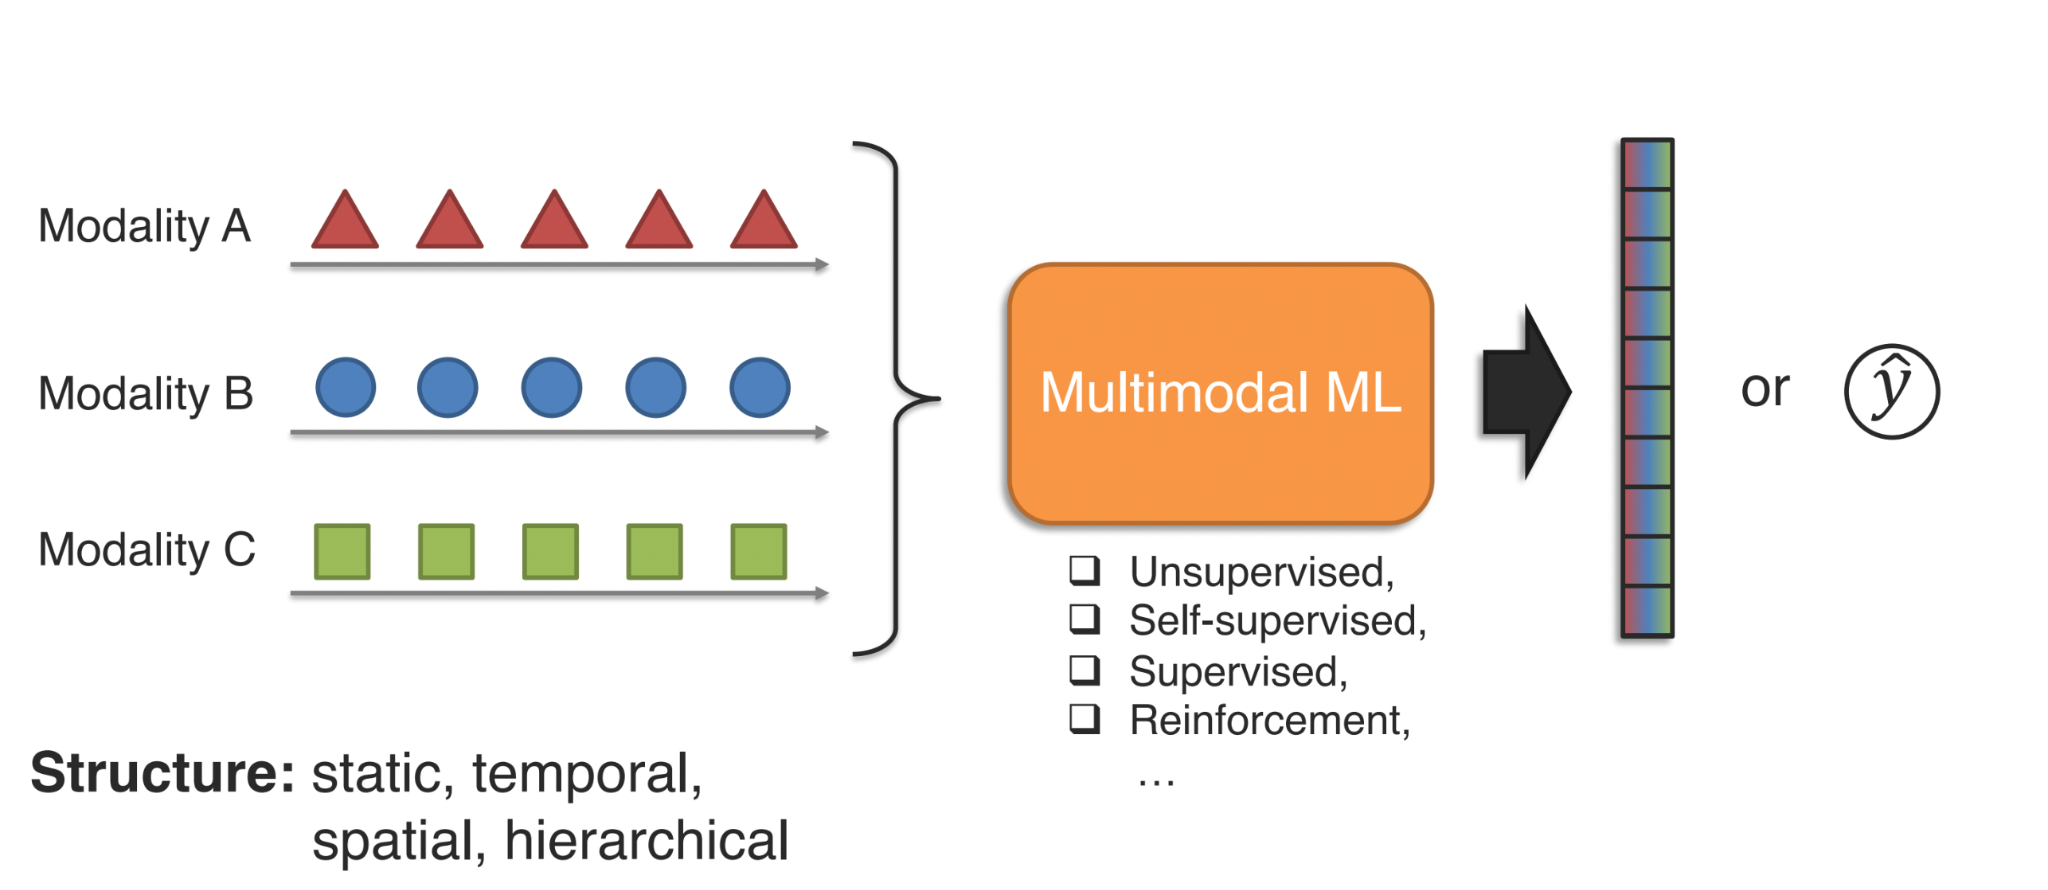 Modality A
Modality B
Modality C
Structure: static, temporal,
spatial, hierarchical
Multimodal ML
❑ Unsupervised,
❑ Self-supervised,
❑ Supervised,
❑ Reinforcement,
...
or
ŷ